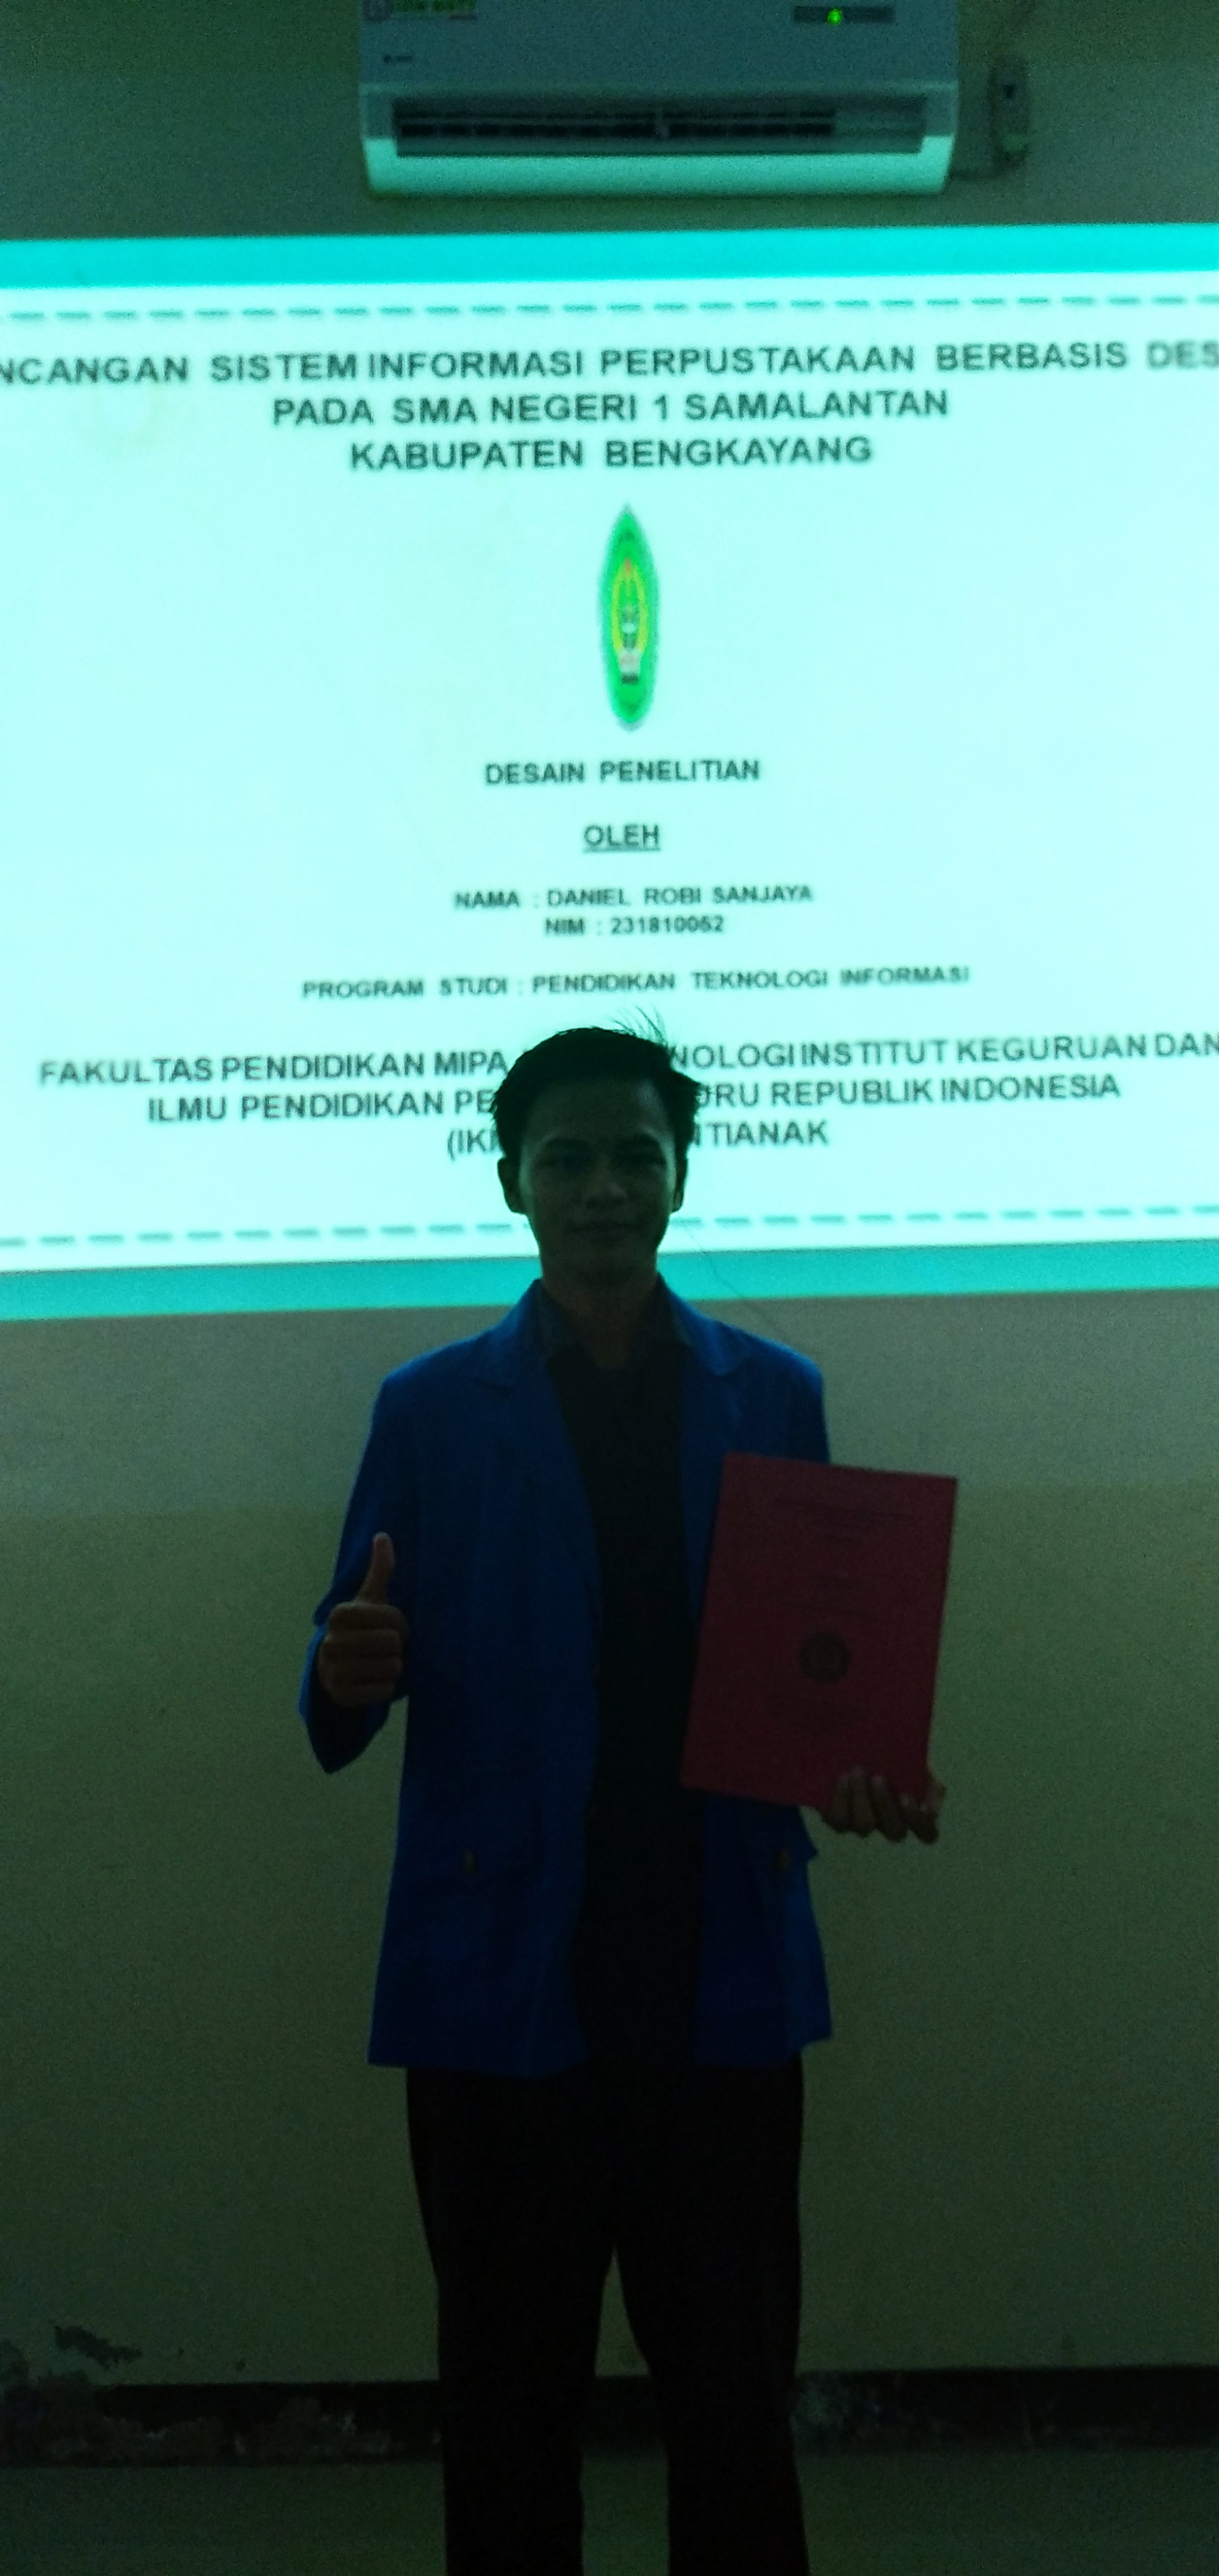 NCANGAN SISTEM INFORMASI PERPUSTAKAAN BERBASIS DES
PADA SMA NEGERI 1 SAMALANTAN
KABUPATEN BENGKAYANG
DESAIN PENELITIAN
OLEH
NAMA : DANIEL ROBI SANJAYA
NIM : 231810052
PROGRAM STUDI : PENDIDIKAN TEKNOLOGI INFORMASI
FAKULTAS PENDIDIKAN MIPA NOLOGI INSTITUT KEGURUAN DAN
ILMU PENDIDIKAN PE URU REPUBLIK INDONESIA
(IKI TIANAK